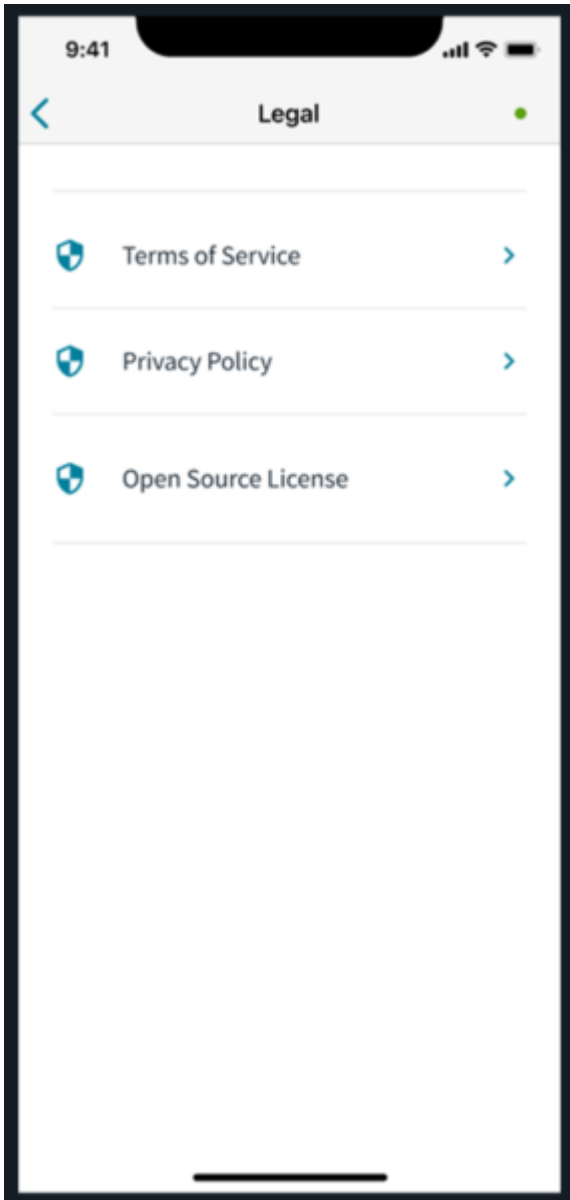 9:41
Legal
Terms of Service
Privacy Policy
Open Source License